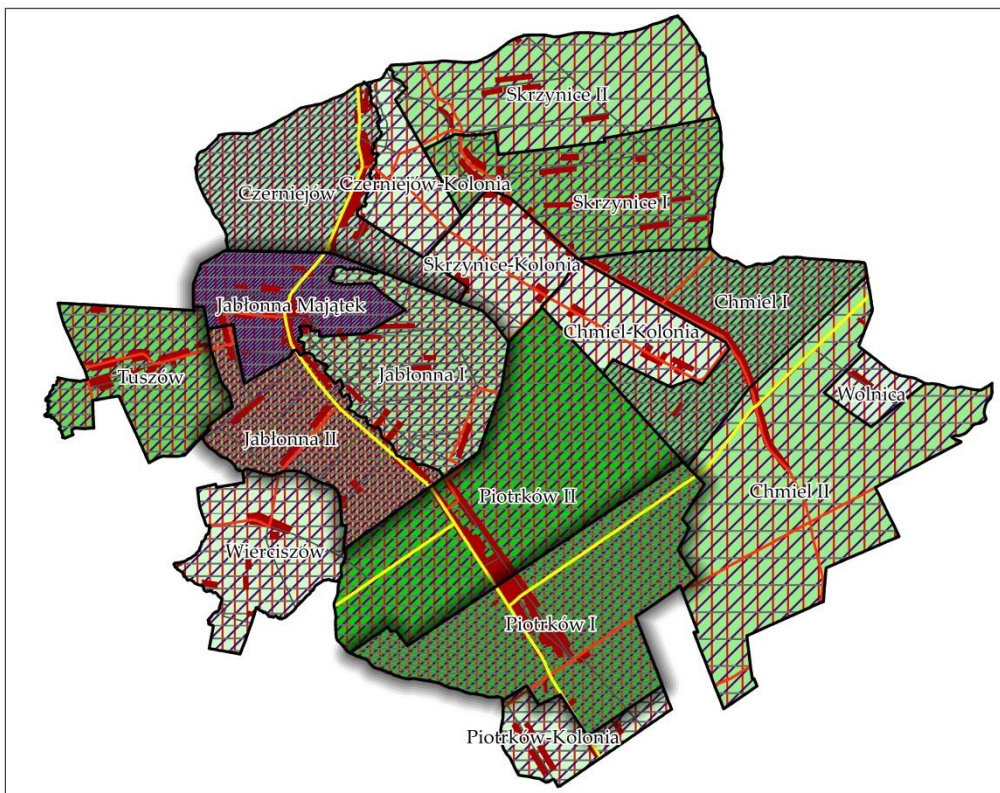 Skrzynice II
Czerniejów
Czerniejów-Kolonia
Skrzynice I
Skrzynice-Kolonia
Jabłonna Majątek
Chmiel I
Chmiel-Kolonia
Tuszów
Jabłonna I
Wolnica
Jabłonna II
Piotrków II
Chmiel II
Wierciszów
Piotrków I
Piotrków-Kolonia